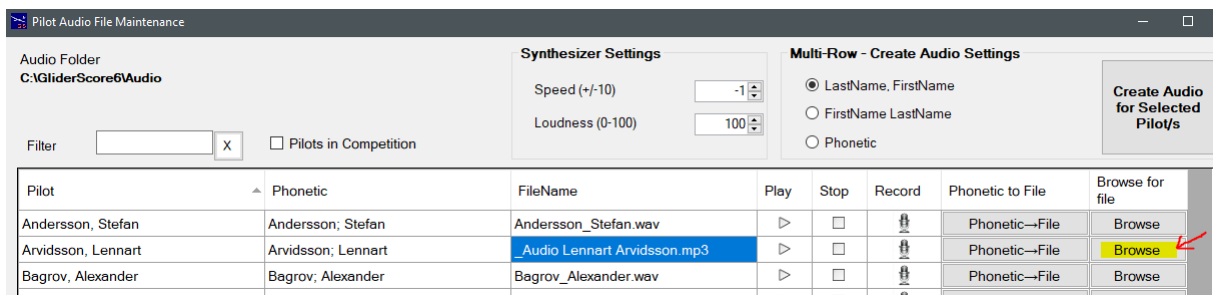 Pilot Audio File Maintenance
Audio Folder
C:\GliderScore6\Audio
Filter
X
Pilots in Competition
Synthesizer Settings
Speed (+/-10)
-1
Loudness (0-100)
100
Multi-Row - Create Audio Settings
LastName, FirstName
FirstName LastName
Phonetic
Create Audio
for Selected
Pilot/s
Pilot Phonetic FileName Play Stop Record Phonetic to File Browse for
file
Andersson, Stefan Andersson; Stefan Andersson_Stefan.wav Phonetic→File Browse
Arvidsson, Lennart Arvidsson; Lennart _Audio Lennart Arvidsson.mp3 Phonetic→File Browse
Bagrov, Alexander Bagrov; Alexander Bagrov_Alexander.wav Phonetic→File Browse